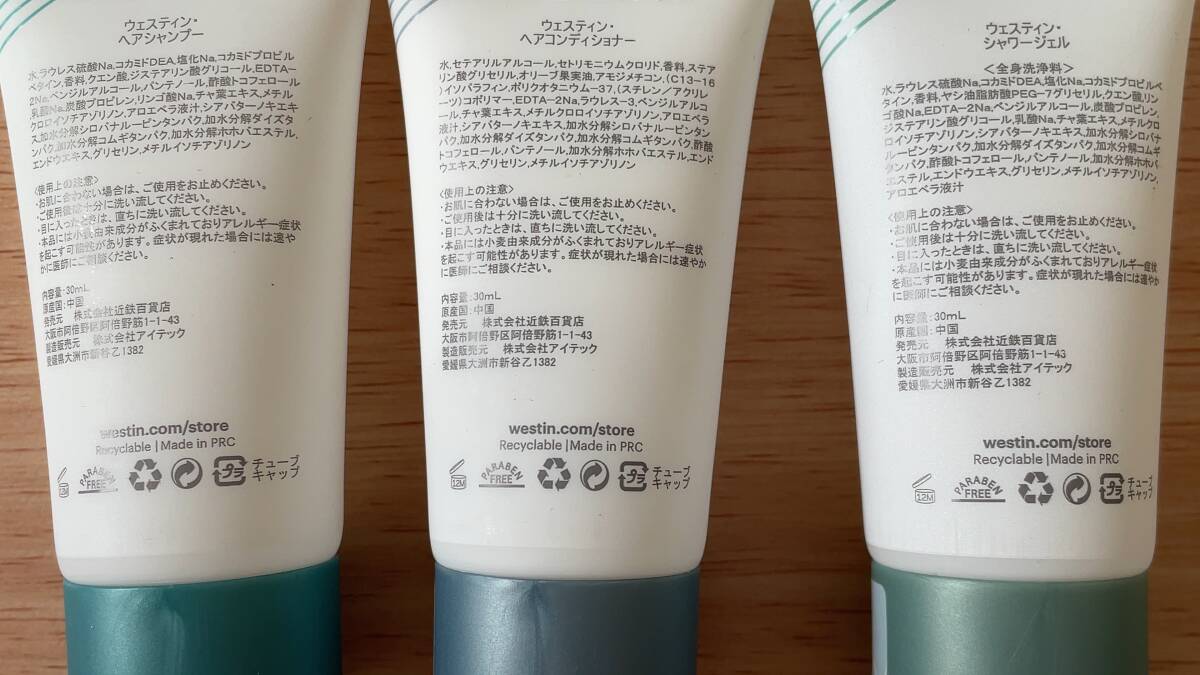 ウェスティン・
ヘアシャンプー
水,ラウレス硫酸Na,コカミドDEA,塩化Na,コカミドプロピル
ベタイン,香料,クエン酸,ジステアリン酸グリコール,EDTA-
2Na,ベンジルアルコール,パンテノール,酢酸トコフェロール
,乳酸Na,炭酸プロピレン,リンゴ酸Na,チャ葉エキス,メチル
クロロイソチアゾリノン,アロエベラ液汁,シアバターノキエキ
ス,加水分解シロバナルーピンタンパク,加水分解ダイズタ
ンパク,加水分解コムギタンパク,加水分解ホホバエステル,
エンドウエキス,グリセリン,メチルイソチアゾリノン
<使用上の注意>
・お肌に合わない場合は、ご使用をお止めください。
・ご使用後は十分に洗い流してください。
・目に入ったときは、直ちに洗い流してください。
・本品には小麦由来成分がふくまれておりアレルギー症状
を起こす可能性があります。症状が現れた場合には速や
かに医師にご相談ください。
内容量:30mL
原産国:中国
発売元 株式会社近鉄百貨店
大阪市阿倍野区阿倍野筋1-1-43
製造販売元 株式会社アイテック
愛媛県大洲市新谷乙1382
westin.com/store
Recyclable|Made in PRC
12M
PARABEN
FREE
プラ
チューブ
キャップ
ウェスティン・
ヘアコンディショナー
水,セテアリルアルコール,セトリモニウムクロリド,香料,ステア
リン酸グリセリル,オリーブ果実油,アモジメチコン,(C13-16
)イソパラフィン,ポリクオタニウム-37,(スチレン/アクリレ
ーツ)コポリマー,EDTA-2Na,ラウレス-3,ベンジルアルコ
ール,チャ葉エキス,メチルクロロイソチアゾリノン,アロエベラ
液汁,シアバターノキエキス,加水分解シロバナルーピンタン
パク,加水分解ダイズタンパク,加水分解コムギタンパク,酢酸
トコフェロール,パンテノール,加水分解ホホバエステル,エンド
ウエキス,グリセリン,メチルイソチアゾリノン
<使用上の注意>
・お肌に合わない場合は、ご使用をお止めください。
・ご使用後は十分に洗い流してください。
・目に入ったときは、直ちに洗い流してください。
・本品には小麦由来成分がふくまれておりアレルギー症状
を起こす可能性があります。症状が現れた場合には速やか
に医師にご相談ください。
内容量:30mL
原産国:中国
発売元 株式会社近鉄百貨店
大阪市阿倍野区阿倍野筋1-1-43
製造販売元 株式会社アイテック
愛媛県大洲市新谷乙1382
westin.com/store
Recyclable|Made in PRC
12M
PARABEN
FREE
プラ
チューブ
キャップ
ウェスティン・
シャワージェル
<全身洗浄料>
水,ラウレス硫酸Na,コカミドDEA,塩化Na,コカミドプロピルベ
タイン,香料,ヤシ油脂肪酸PEG-7グリセリル,クエン酸,リン
ゴ酸Na,EDTA-2Na,ベンジルアルコール,炭酸プロピレン,
ジステアリン酸グリコール,乳酸Na,チャ葉エキス,メチルクロ
ロイソチアゾリノン,シアバターノキエキス,加水分解シロバナ
ルーピンタンパク,加水分解ダイズタンパク,加水分解コムギ
タンパク,酢酸トコフェロール,パンテノール,加水分解ホホバ
エステル,エンドウエキス,グリセリン,メチルイソチアゾリノン,
アロエベラ液汁
<使用上の注意>
・お肌に合わない場合は、ご使用をお止めください。
・ご使用後は十分に洗い流してください。
・目に入ったときは、直ちに洗い流してください。
・本品には小麦由来成分がふくまれておりアレルギー症状
を起こす可能性があります。症状が現れた場合には速やか
に医師にご相談ください。
内容量:30mL
原産国:中国
発売元 株式会社近鉄百貨店
大阪市阿倍野区阿倍野筋1-1-43
製造販売元 株式会社アイテック
愛媛県大洲市新谷乙1382
westin.com/store
Recyclable|Made in PRC
12M
PARABEN
FREE
プラ
チューブ
キャップ